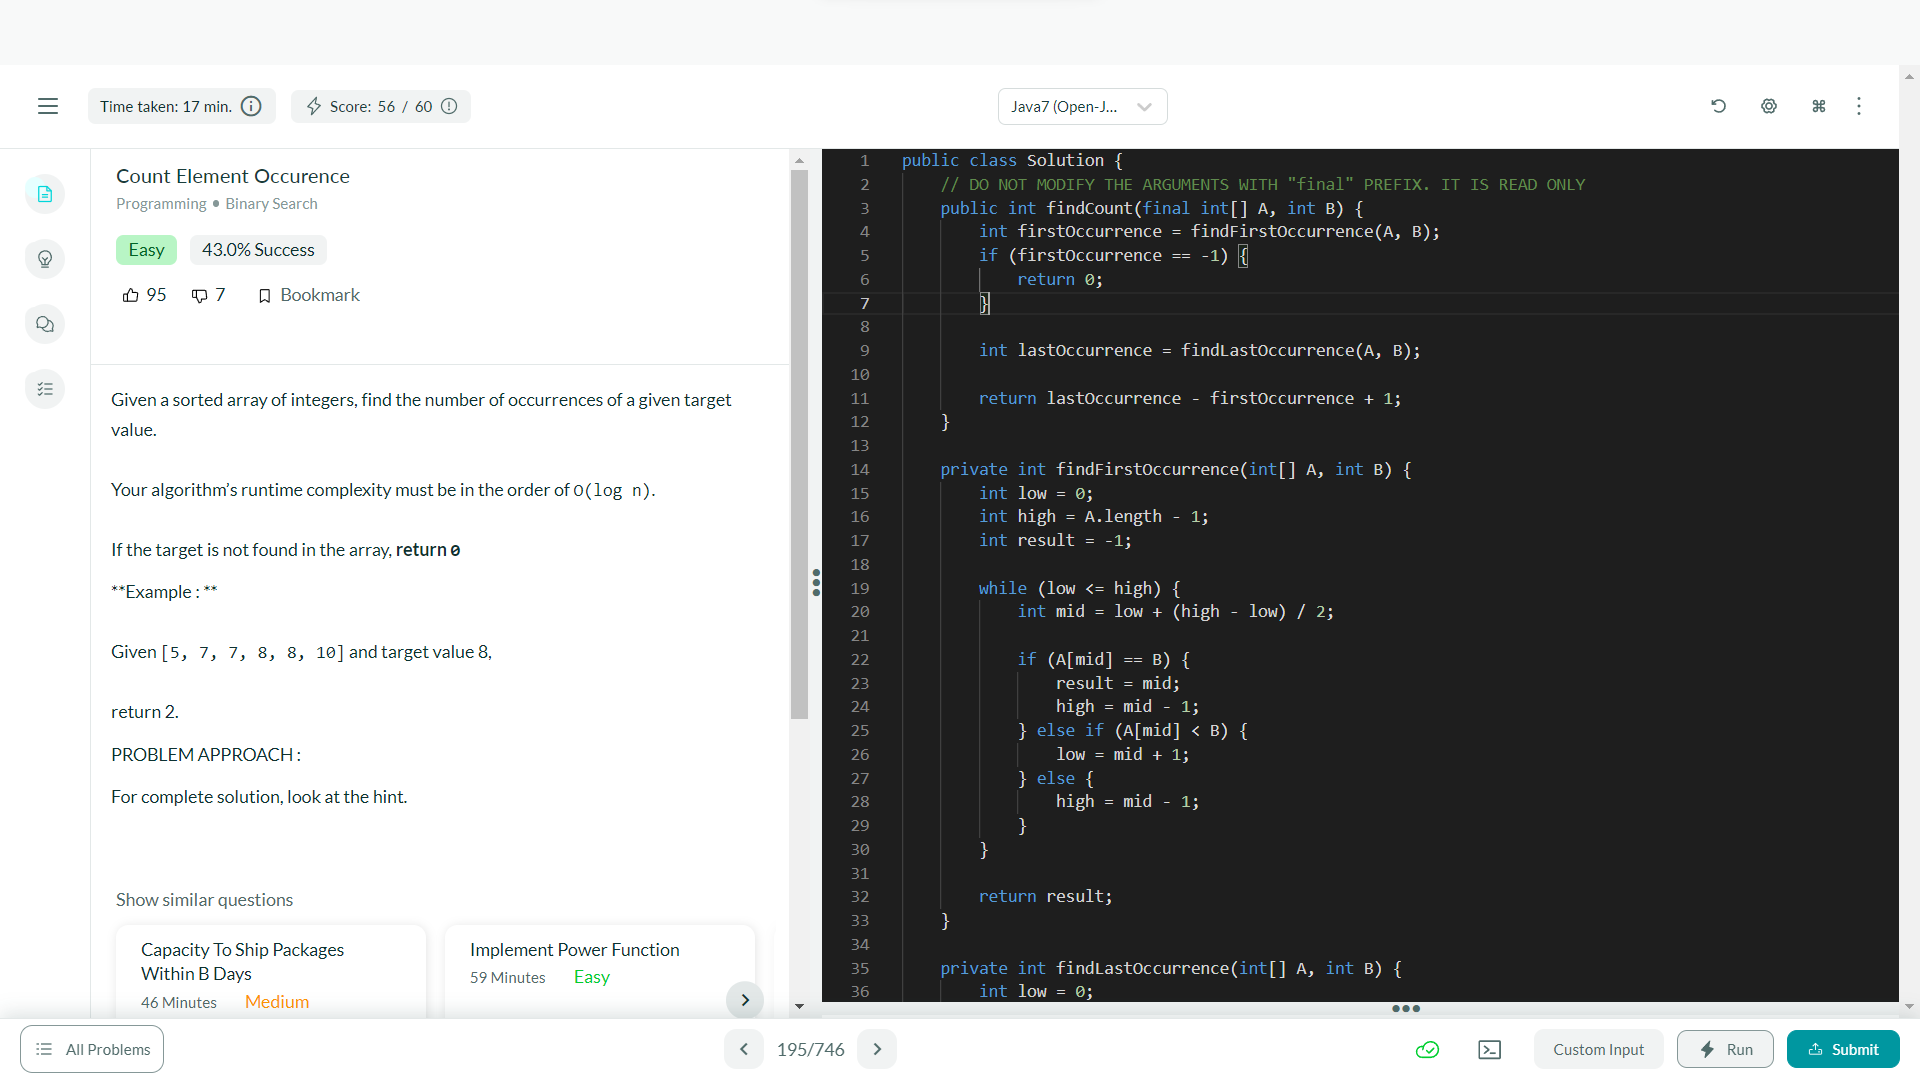 Time taken: 17 min.
Score: 56 / 60
Java7 (Open-J...
Count Element Occurence
Programming • Binary Search
Easy 43.0% Success
95 7 Bookmark
Given a sorted array of integers, find the number of occurrences of a given target
value.
Your algorithm's runtime complexity must be in the order of O(log n).
If the target is not found in the array, return 0
**Example : **
Given [5, 7, 7, 8, 8, 10] and target value 8,
return 2.
PROBLEM APPROACH :
For complete solution, look at the hint.
Show similar questions
Capacity To Ship Packages
Within B Days
46 Minutes Medium
Implement Power Function
59 Minutes Easy
1 public class Solution {
2 // DO NOT MODIFY THE ARGUMENTS WITH "final" PREFIX. IT IS READ ONLY
3 public int findCount(final int[] A, int B) {
4 int firstOccurrence = findFirstOccurrence(A, B);
5 if (firstOccurrence == -1) {
6 return 0;
7 }
8
9 int lastOccurrence = findLastOccurrence(A, B);
10
11 return lastOccurrence - firstOccurrence + 1;
12 }
13
14 private int findFirstOccurrence(int[] A, int B) {
15 int low = 0;
16 int high = A.length - 1;
17 int result = -1;
18
19 while (low <= high) {
20 int mid = low + (high - low) / 2;
21
22 if (A[mid] == B) {
23 result = mid;
24 high = mid - 1;
25 } else if (A[mid] < B) {
26 low = mid + 1;
27 } else {
28 high = mid - 1;
29 }
30 }
31
32 return result;
33 }
34
35 private int findLastOccurrence(int[] A, int B) {
36 int low = 0;
All Problems
195/746
Custom Input
Run
Submit